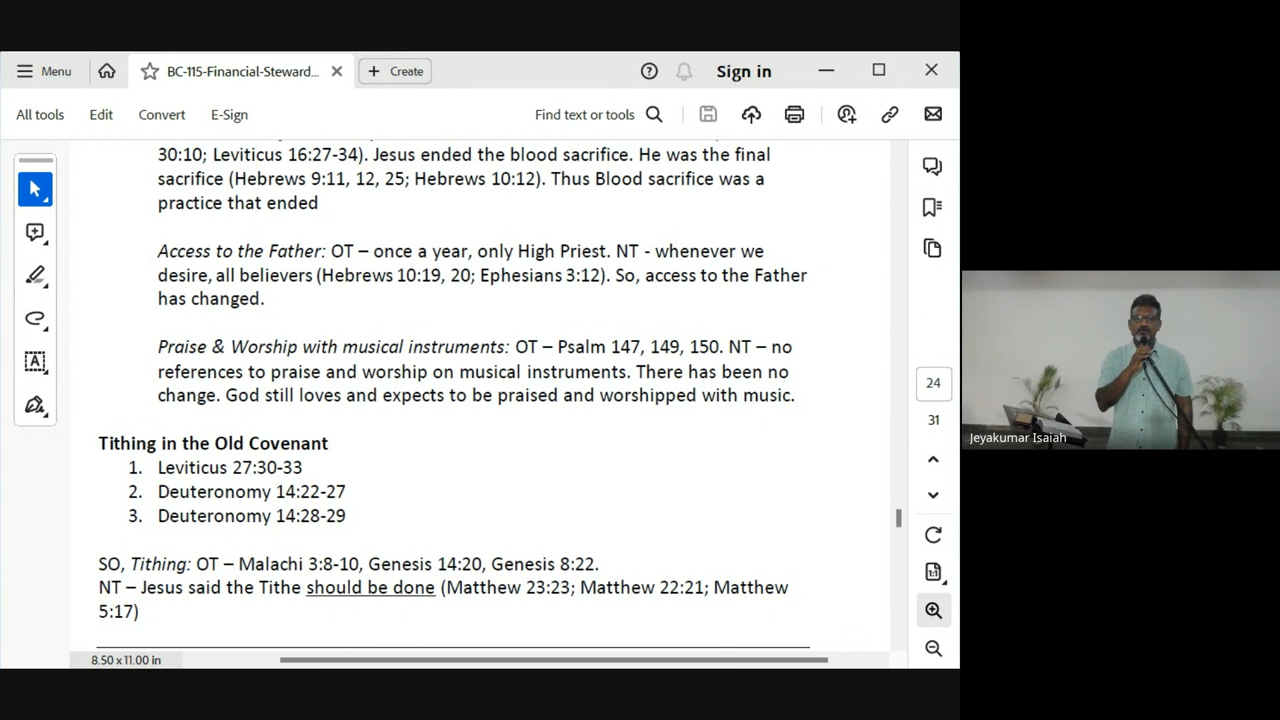 Menu
BC-115-Financial-Steward...
Create
Sign in
All tools
Edit
Convert
E-Sign
Find text or tools
30:10; Leviticus 16:27-34). Jesus ended the blood sacrifice. He was the final
sacrifice (Hebrews 9:11, 12, 25; Hebrews 10:12). Thus Blood sacrifice was a
practice that ended
Access to the Father: OT – once a year, only High Priest. NT - whenever we
desire, all believers (Hebrews 10:19, 20; Ephesians 3:12). So, access to the Father
has changed.
Praise & Worship with musical instruments: OT – Psalm 147, 149, 150. NT – no
references to praise and worship on musical instruments. There has been no
change. God still loves and expects to be praised and worshipped with music.
Tithing in the Old Covenant
1. Leviticus 27:30-33
2. Deuteronomy 14:22-27
3. Deuteronomy 14:28-29
SO, Tithing: OT – Malachi 3:8-10, Genesis 14:20, Genesis 8:22.
NT – Jesus said the Tithe should be done (Matthew 23:23; Matthew 22:21; Matthew
5:17)
8.50 x 11.00 in
24
31
1:1
Jeyakumar Isaiah